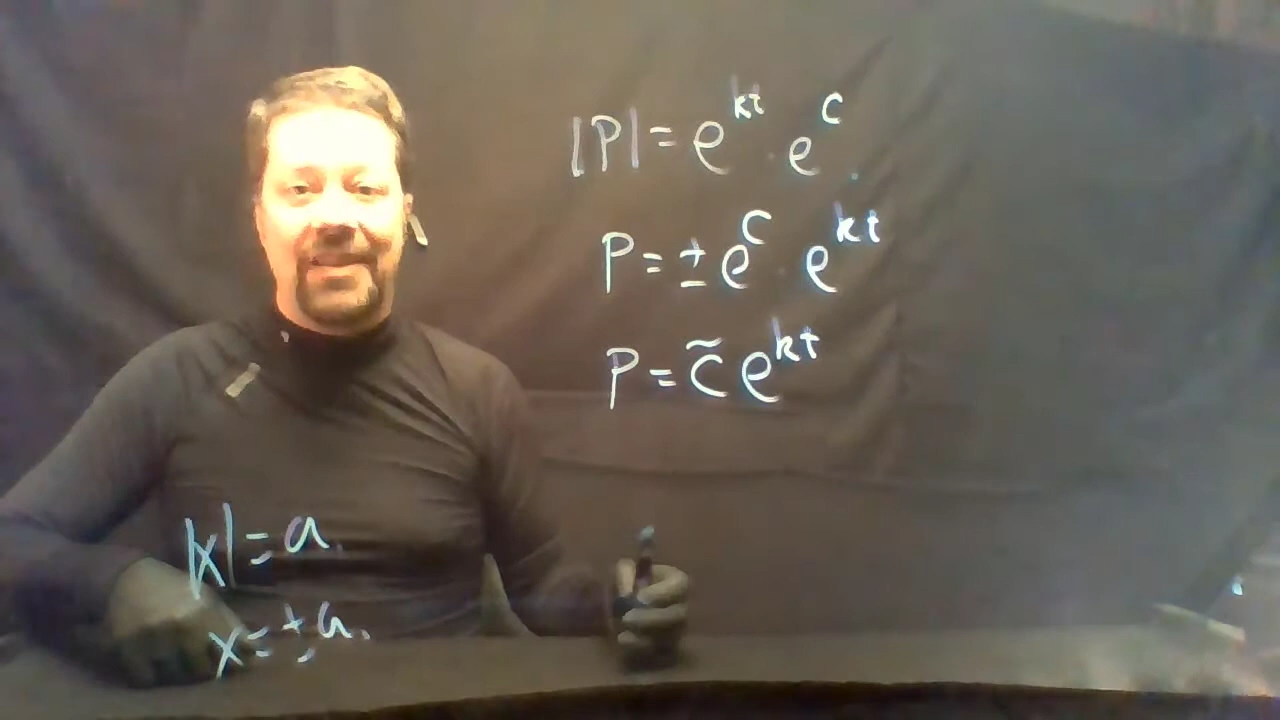 |P| = e^{kt} · e^{C}.
P = ± e^{C} · e^{kt}
P = C̃ e^{kt}
|x| = a.
x = ± a.